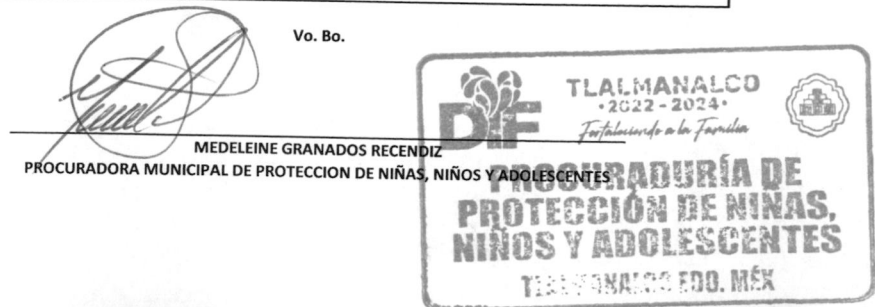 Vo. Bo.
MEDELEINE GRANADOS RECENDIZ
PROCURADORA MUNICIPAL DE PROTECCION DE NIÑAS, NIÑOS Y ADOLESCENTES
DIF
TLALMANALCO
•2022-2024•
Fortaleciendo a la Familia
PROCURADURÍA DE
PROTECCIÓN DE NIÑAS,
NIÑOS Y ADOLESCENTES
TLALMANALCO EDO. MÉX